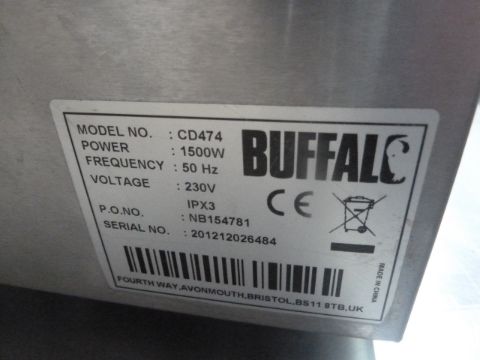 MODEL NO. : CD474
POWER : 1500W
FREQUENCY : 50 Hz
VOLTAGE : 230V
IPX3
P.O.NO. : NB154781
SERIAL NO. : 201212026484
BUFFALO
CE
MADE IN CHINA
FOURTH WAY,AVONMOUTH,BRISTOL,BS11 8TB,UK